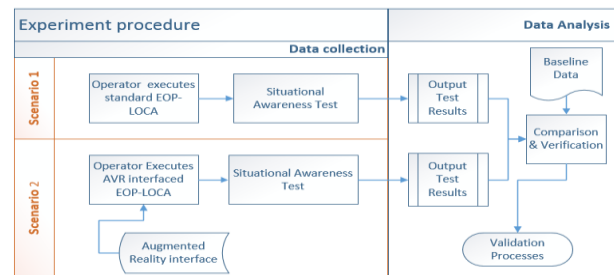 Experiment procedure
Data Analysis
Data collection
Scenario 1
Operator executes
standard EOP-
LOCA
Situational
Awareness Test
Output
Test
Results
Baseline
Data
Comparison
& Verification
Scenario 2
Operator Executes
AVR interfaced
EOP-LOCA
Situational Awareness
Test
Output
Test
Results
Augmented
Reality interface
Validation
Processes